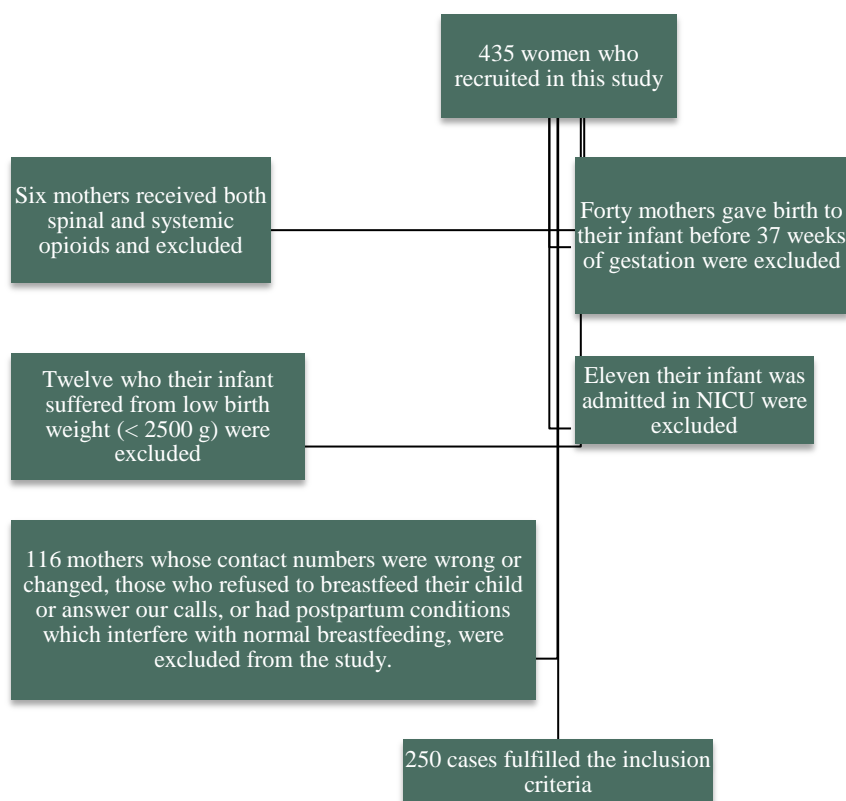 435 women who
recruited in this study
Six mothers received both
spinal and systemic
opioids and excluded
Forty mothers gave birth to
their infant before 37 weeks
of gestation were excluded
Twelve who their infant
suffered from low birth
weight (< 2500 g) were
excluded
Eleven their infant was
admitted in NICU were
excluded
116 mothers whose contact numbers were wrong or
changed, those who refused to breastfeed their child
or answer our calls, or had postpartum conditions
which interfere with normal breastfeeding, were
excluded from the study.
250 cases fulfilled the inclusion
criteria